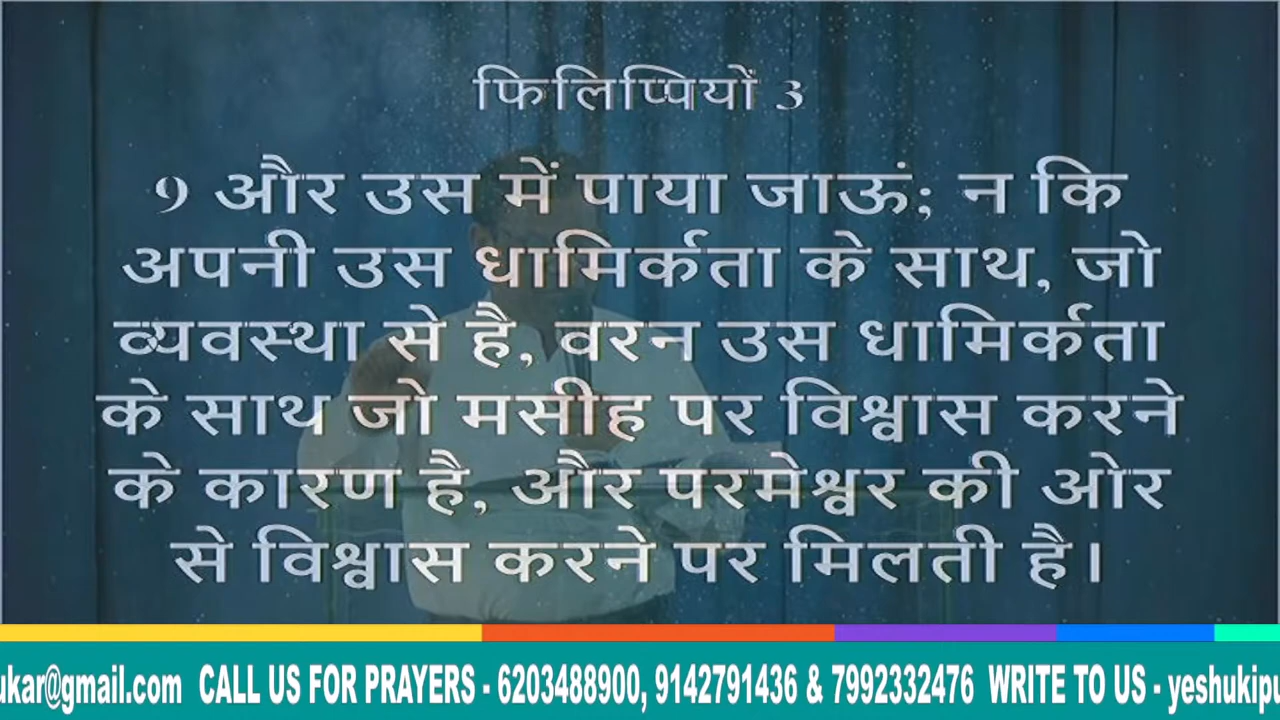 फिलिप्पियों 3
9 और उस में पाया जाऊं; न कि
अपनी उस धामिर्कता के साथ, जो
व्यवस्था से है, वरन उस धामिर्कता
के साथ जो मसीह पर विश्वास करने
के कारण है, और परमेश्वर की ओर
से विश्वास करने पर मिलती है।
ukar@gmail.com CALL US FOR PRAYERS - 6203488900, 9142791436 & 7992332476 WRITE TO US - yeshukipu